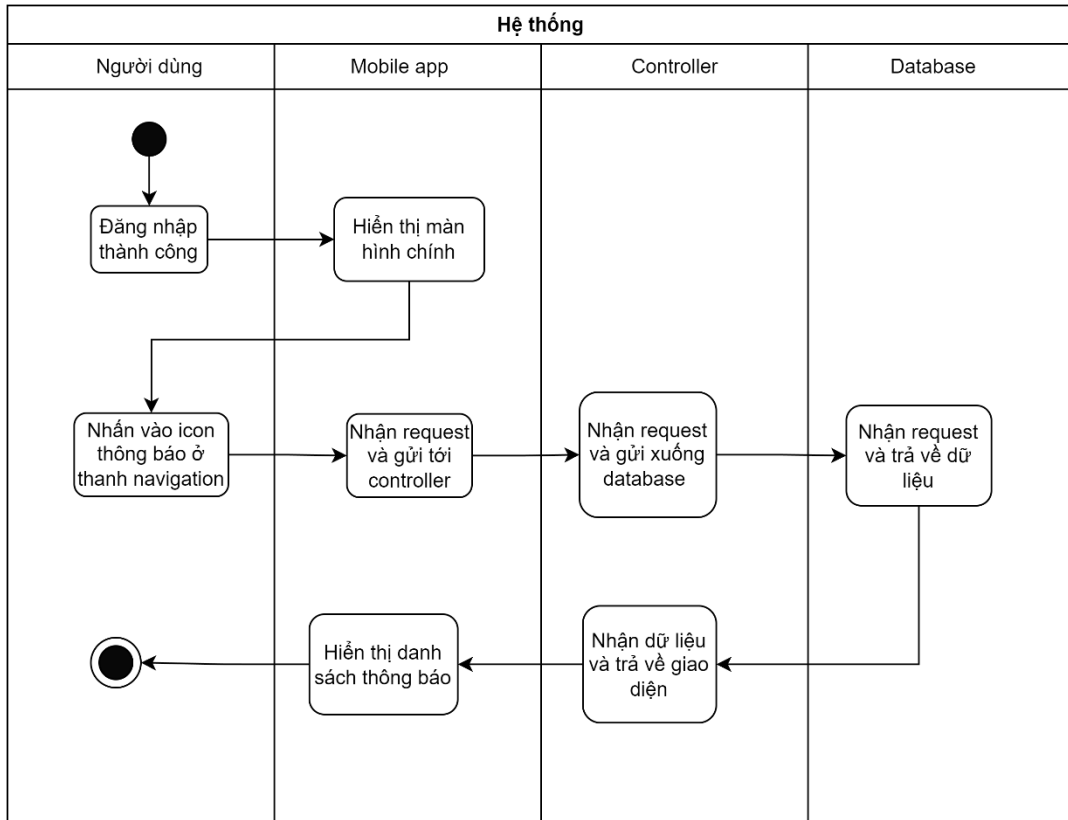 Hệ thống
Người dùng
Mobile app
Controller
Database
Đăng nhập
thành công
Hiển thị màn
hình chính
Nhấn vào icon
thông báo ở
thanh navigation
Nhận request
và gửi tới
controller
Nhận request
và gửi xuống
database
Nhận request
và trả về dữ
liệu
Hiển thị danh
sách thông báo
Nhận dữ liệu
và trả về giao
diện